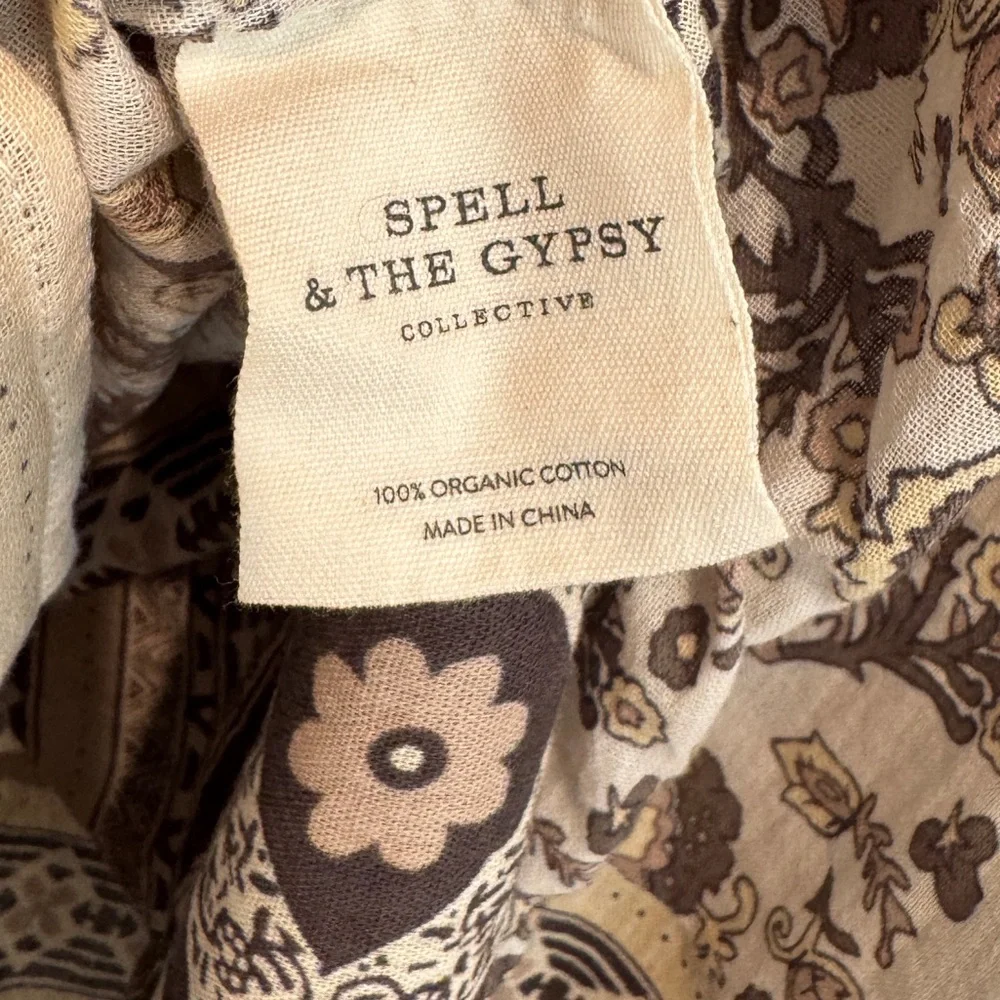 SPELL
& THE GYPSY
COLLECTIVE
100% ORGANIC COTTON
MADE IN CHINA